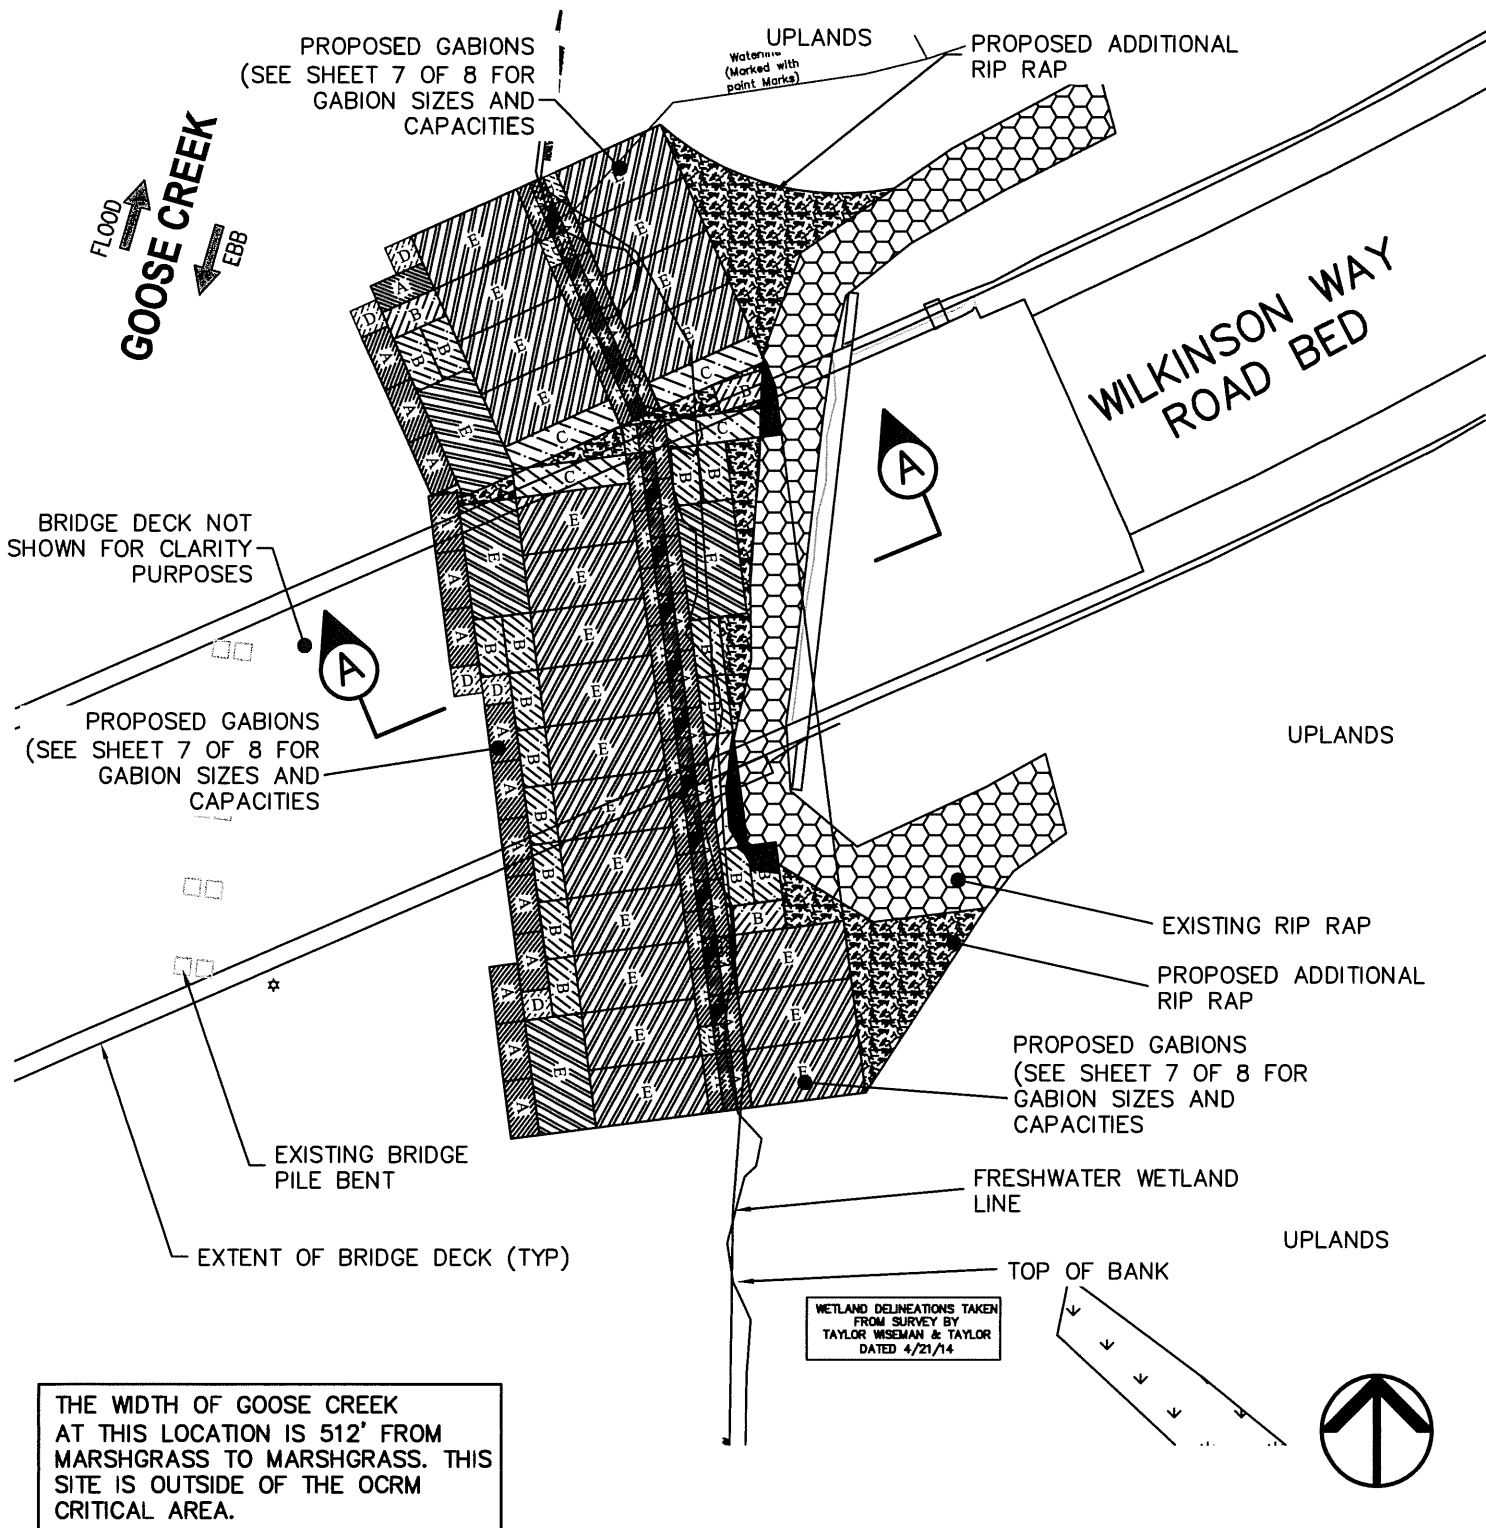 PROPOSED GABIONS
(SEE SHEET 7 OF 8 FOR
GABION SIZES AND
CAPACITIES
UPLANDS
(Marked with
paint Marks)
PROPOSED ADDITIONAL
RIP RAP
FLOOD
GOOSE CREEK
EBB
WILKINSON WAY
ROAD BED
A
A
BRIDGE DECK NOT
SHOWN FOR CLARITY
PURPOSES
PROPOSED GABIONS
(SEE SHEET 7 OF 8 FOR
GABION SIZES AND
CAPACITIES
UPLANDS
EXISTING RIP RAP
PROPOSED ADDITIONAL
RIP RAP
PROPOSED GABIONS
(SEE SHEET 7 OF 8 FOR
GABION SIZES AND
CAPACITIES
EXISTING BRIDGE
PILE BENT
FRESHWATER WETLAND
LINE
EXTENT OF BRIDGE DECK (TYP)
UPLANDS
TOP OF BANK
WETLAND DELINEATIONS TAKEN
FROM SURVEY BY
TAYLOR WISEMAN & TAYLOR
DATED 4/21/14
THE WIDTH OF GOOSE CREEK
AT THIS LOCATION IS 512' FROM
MARSHGRASS TO MARSHGRASS. THIS
SITE IS OUTSIDE OF THE OCRM
CRITICAL AREA.